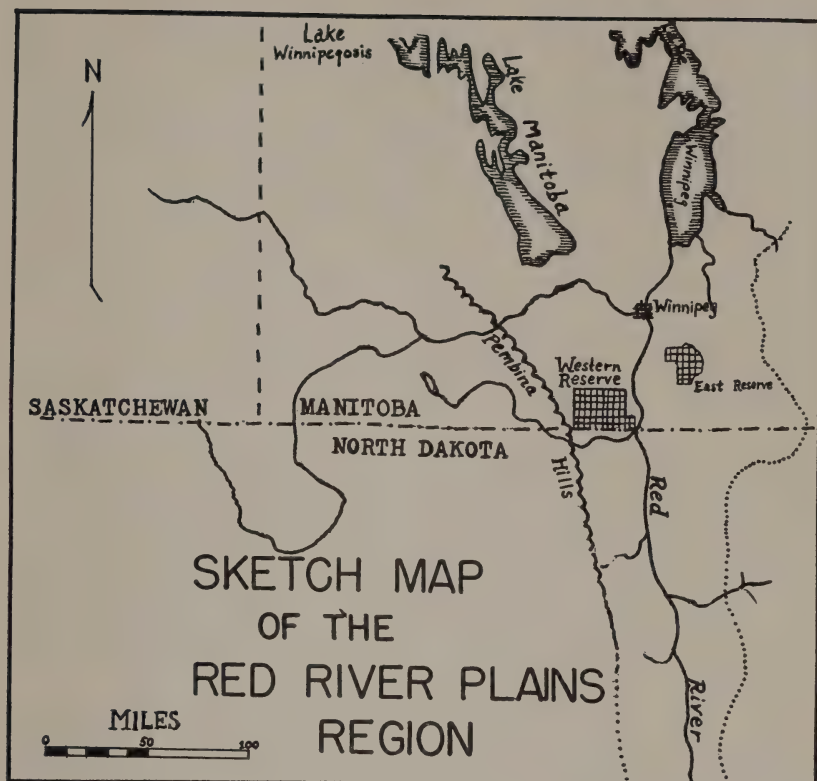 Lake
Winnipegosis
N
Lake
Manitoba
Winnipeg
Winnipeg
Pembina
Hills
Western
Reserve
East Reserve
SASKATCHEWAN
MANITOBA
NORTH DAKOTA
Red
River
SKETCH MAP
OF THE
RED RIVER PLAINS
REGION
MILES
0 50 100